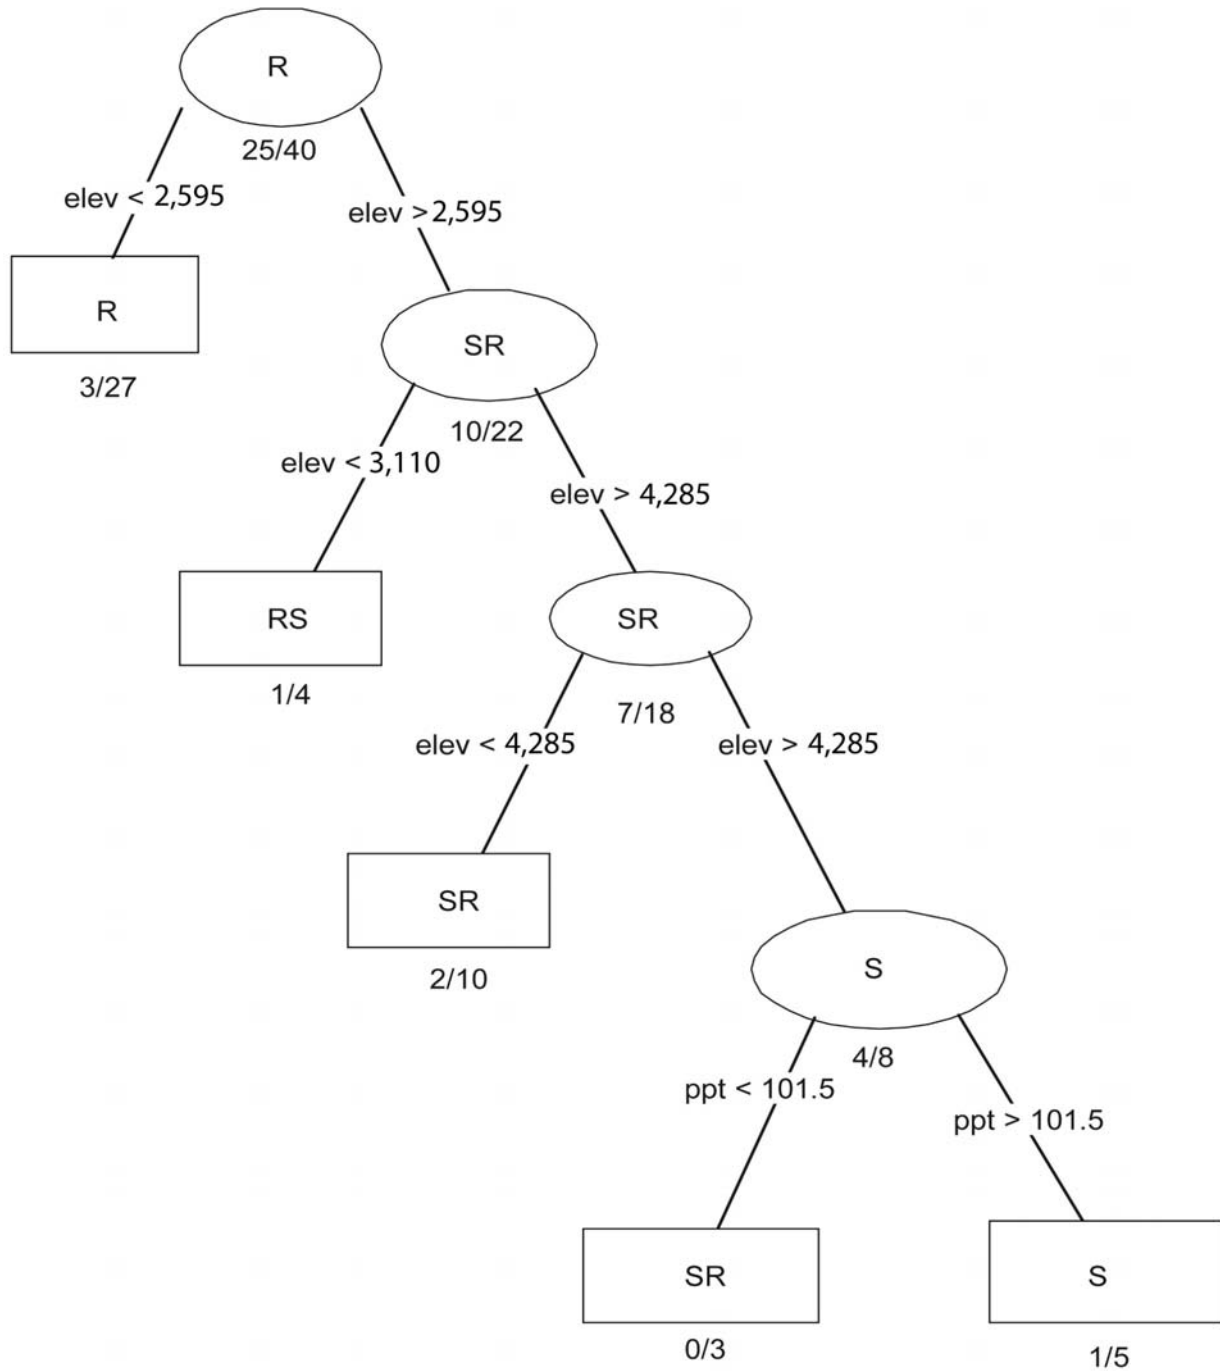 R
25/40
elev < 2,595
elev > 2,595
R
3/27
SR
10/22
elev < 3,110
elev > 4,285
RS
1/4
SR
7/18
elev < 4,285
elev > 4,285
SR
2/10
S
4/8
ppt < 101.5
ppt > 101.5
SR
0/3
S
1/5